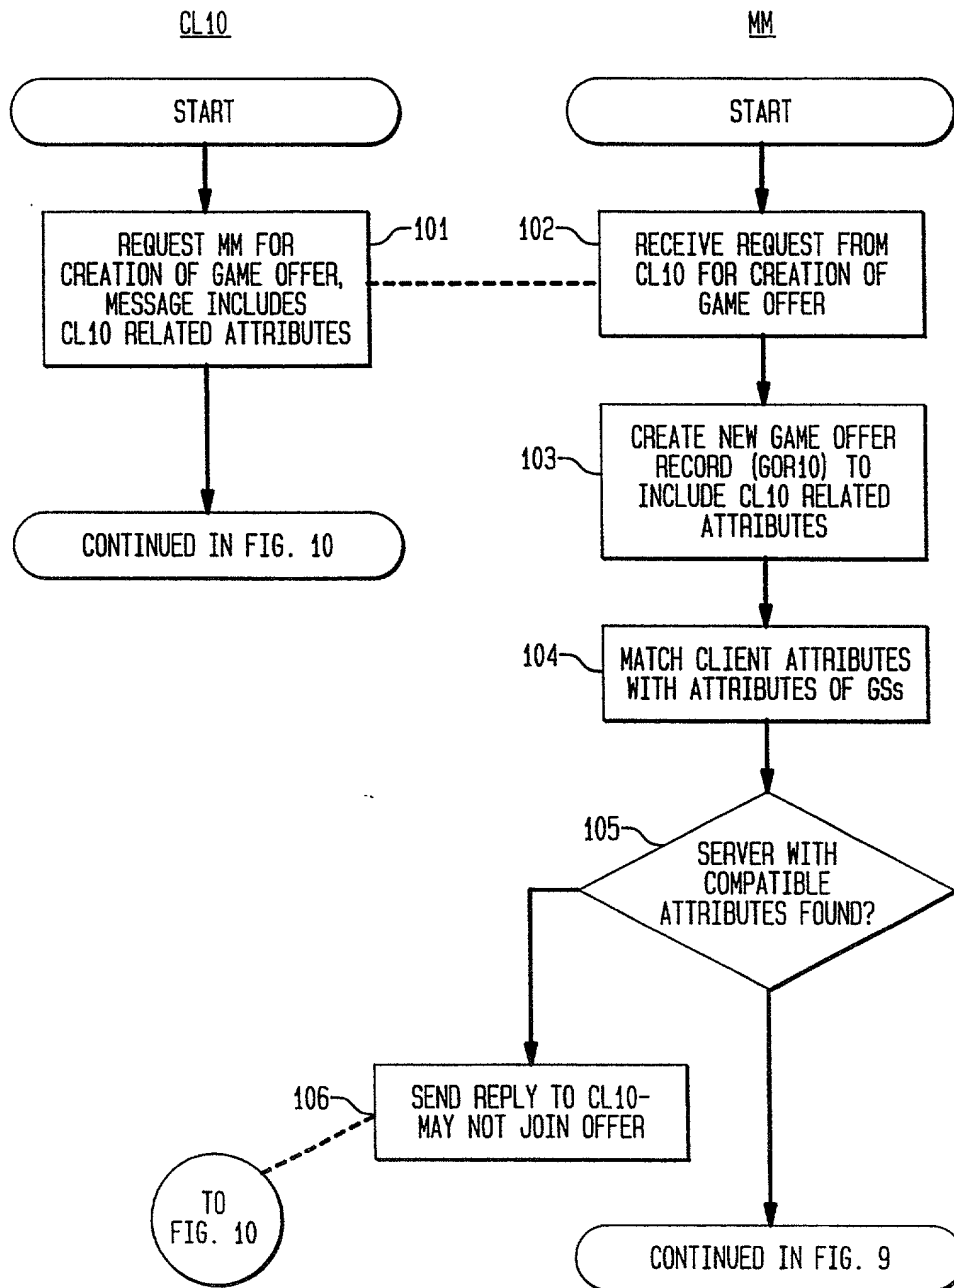 CL10
MM
START
START
REQUEST MM FOR
CREATION OF GAME OFFER,
MESSAGE INCLUDES
CL10 RELATED ATTRIBUTES
101
102
RECEIVE REQUEST FROM
CL10 FOR CREATION OF
GAME OFFER
CONTINUED IN FIG. 10
103
CREATE NEW GAME OFFER
RECORD (GOR10) TO
INCLUDE CL10 RELATED
ATTRIBUTES
104
MATCH CLIENT ATTRIBUTES
WITH ATTRIBUTES OF GSs
105
SERVER WITH
COMPATIBLE
ATTRIBUTES FOUND?
106
SEND REPLY TO CL10-
MAY NOT JOIN OFFER
TO
FIG. 10
CONTINUED IN FIG. 9